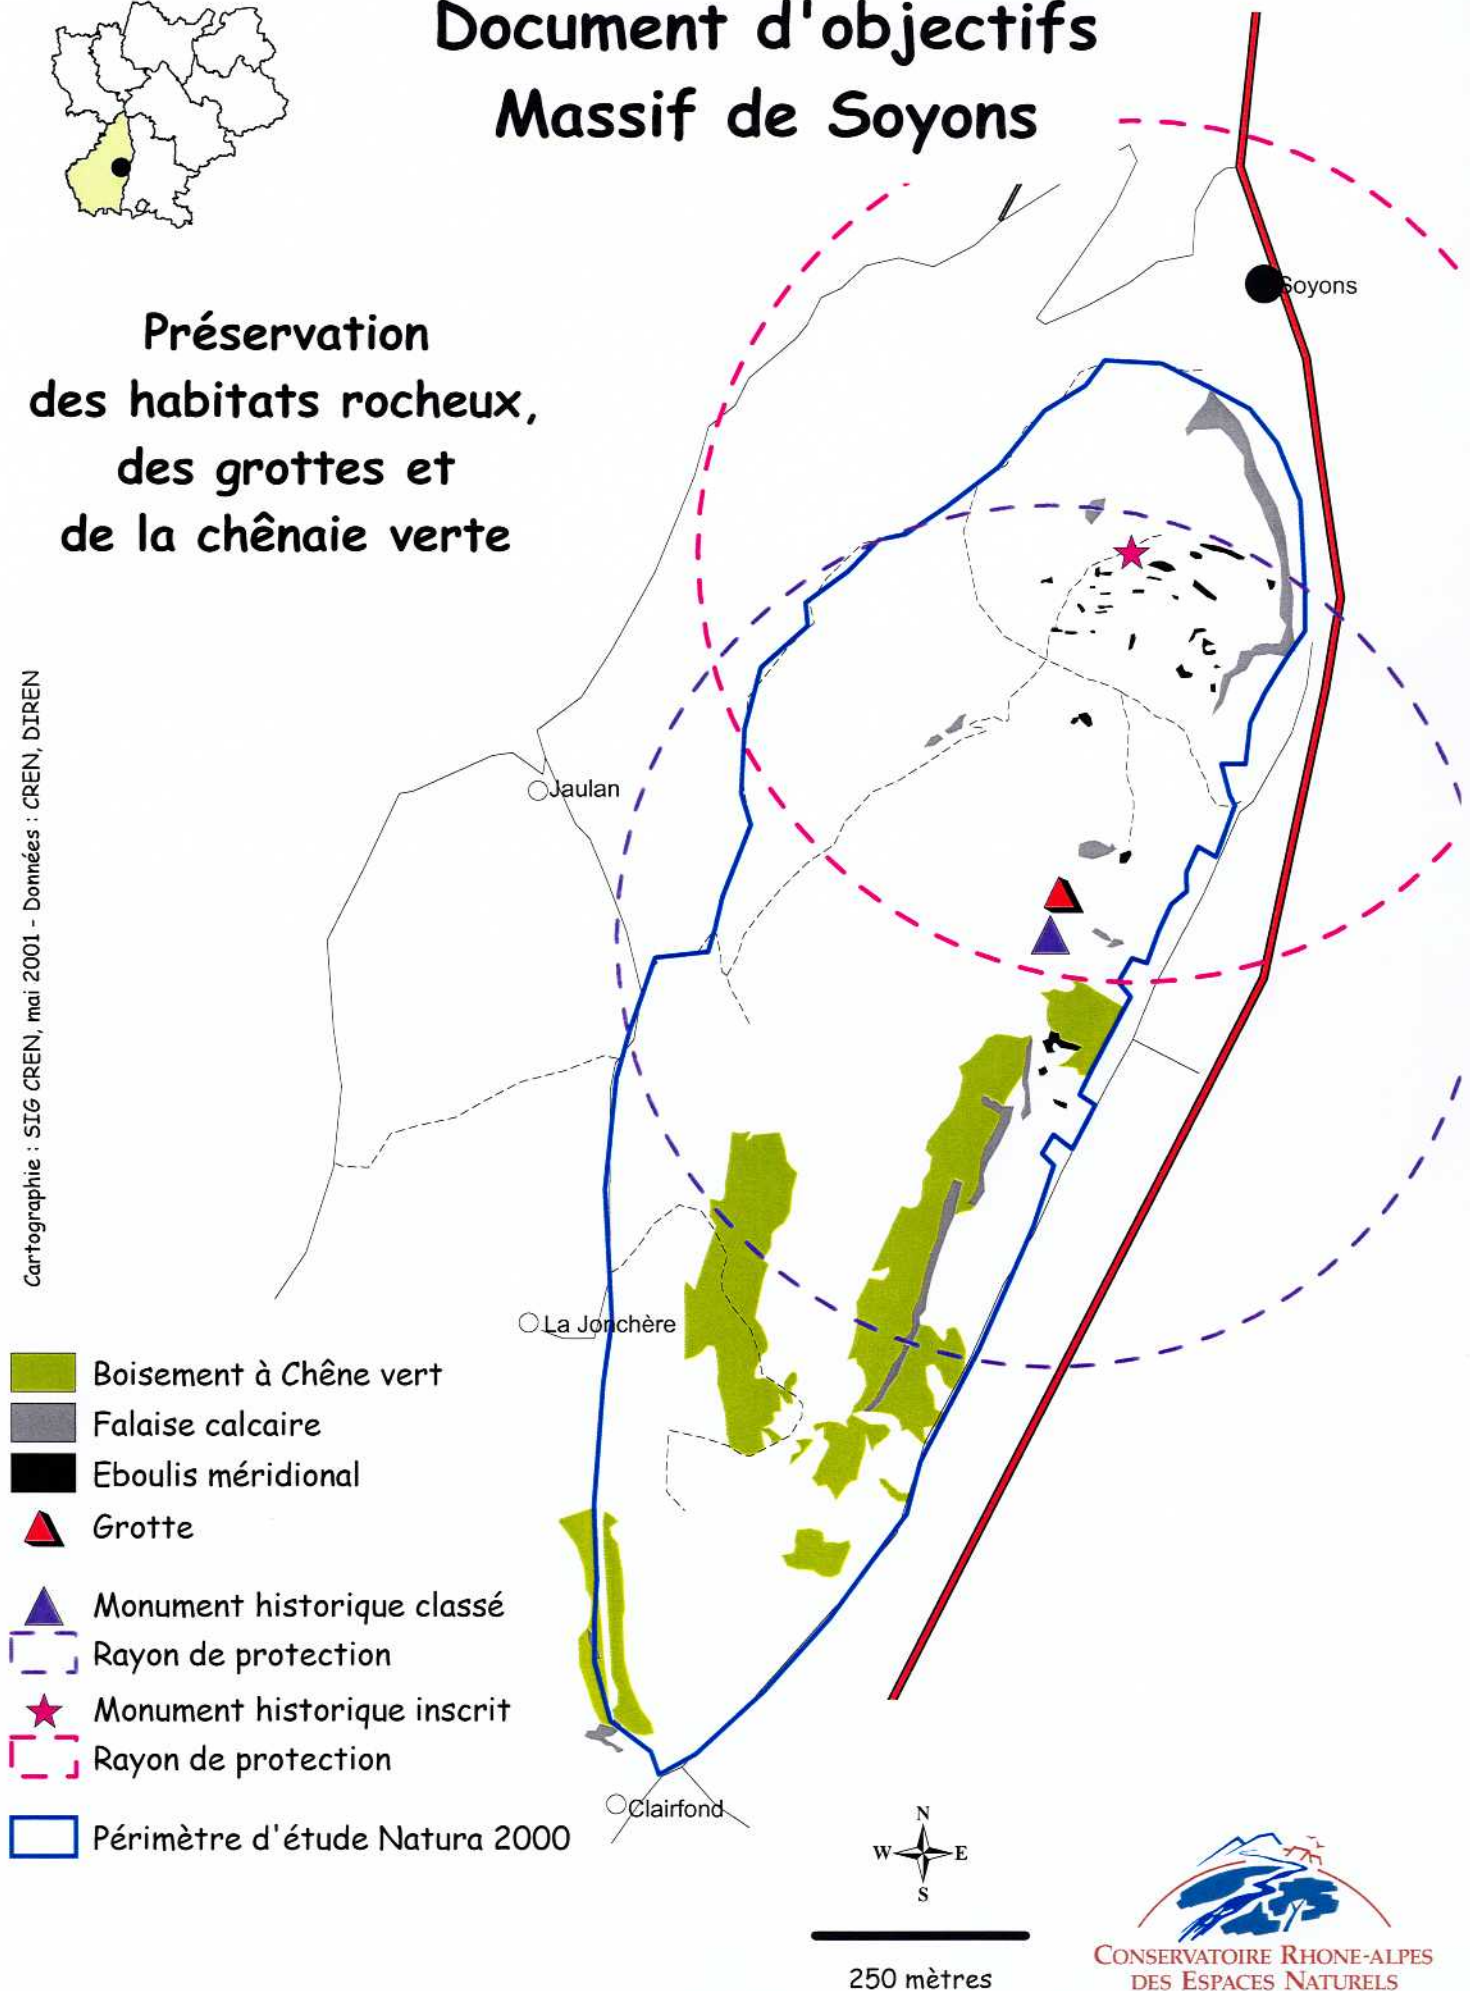 Document d'objectifs
Massif de Soyons
Préservation
des habitats rocheux,
des grottes et
de la chênaie verte
Soyons
Jaulan
La Jonchère
Clairfond
Cartographie : SIG CREN, mai 2001 - Données : CREN, DIREN
Boisement à Chêne vert
Falaise calcaire
Eboulis méridional
Grotte
Monument historique classé
Rayon de protection
Monument historique inscrit
Rayon de protection
Périmètre d'étude Natura 2000
N
W E
S
250 mètres
CONSERVATOIRE RHONE-ALPES
DES ESPACES NATURELS